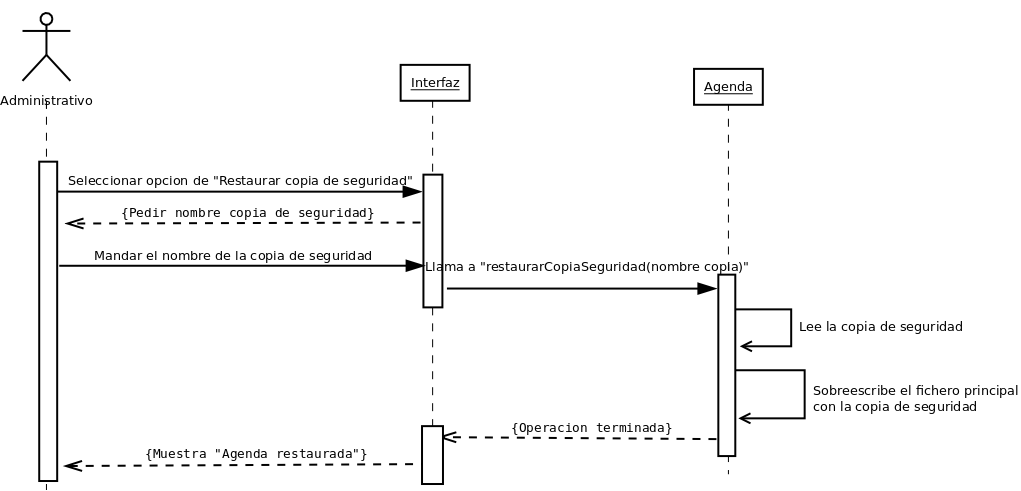 Interfaz
Agenda
Administrativo
Seleccionar opcion de "Restaurar copia de seguridad"
{Pedir nombre copia de seguridad}
Mandar el nombre de la copia de seguridad
Llama a "restaurarCopiaSeguridad(nombre copia)"
Lee la copia de seguridad
Sobreescribe el fichero principal
con la copia de seguridad
{Operacion terminada}
{Muestra "Agenda restaurada"}